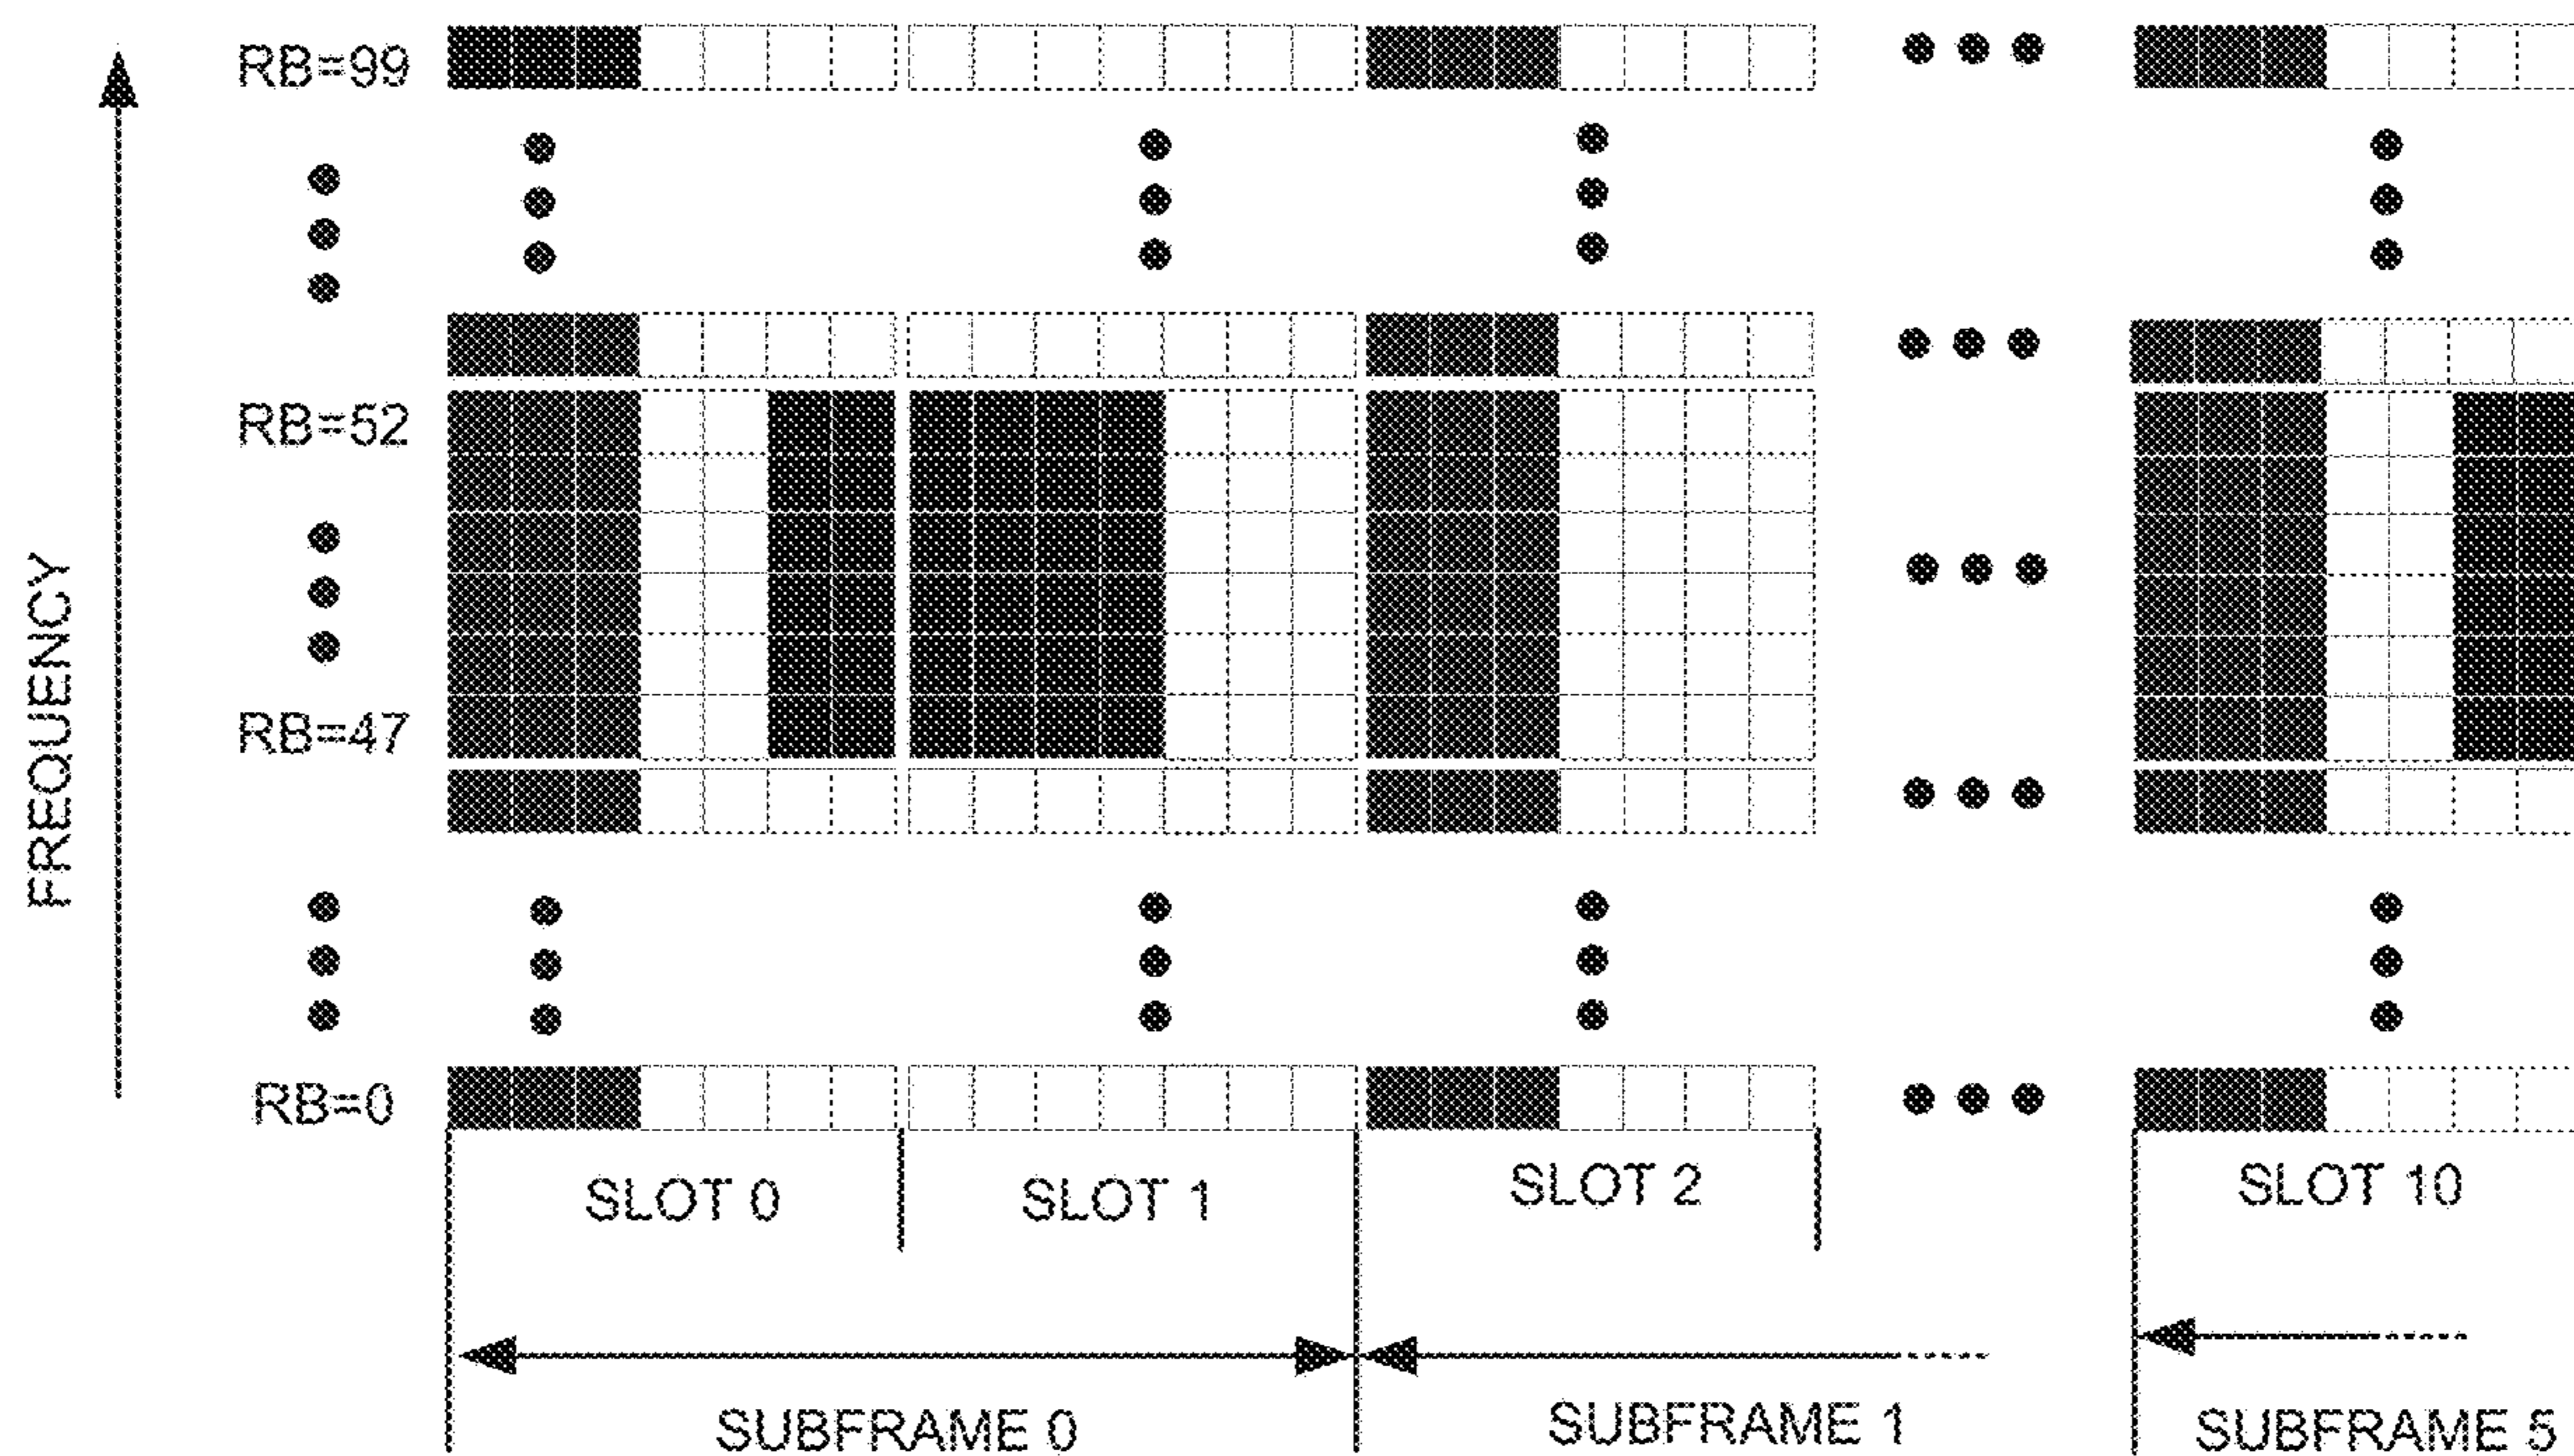 RB=99
RB=52
RB=47
RB=0
FREQUENCY
SLOT 0
SLOT 1
SLOT 2
SLOT 10
SUBFRAME 0
SUBFRAME 1
SUBFRAME 5